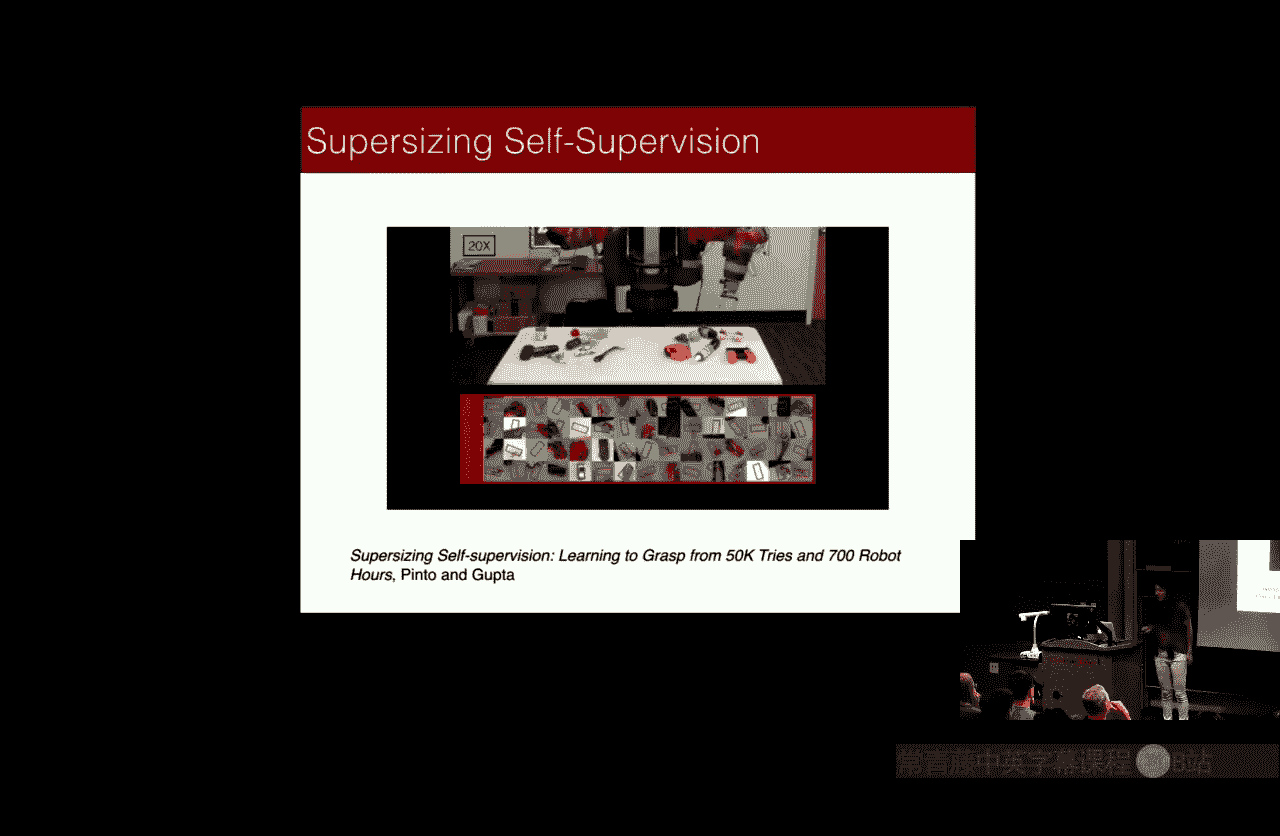 Supersizing Self-Supervision
20X
Supersizing Self-supervision: Learning to Grasp from 50K Tries and 700 Robot
Hours, Pinto and Gupta